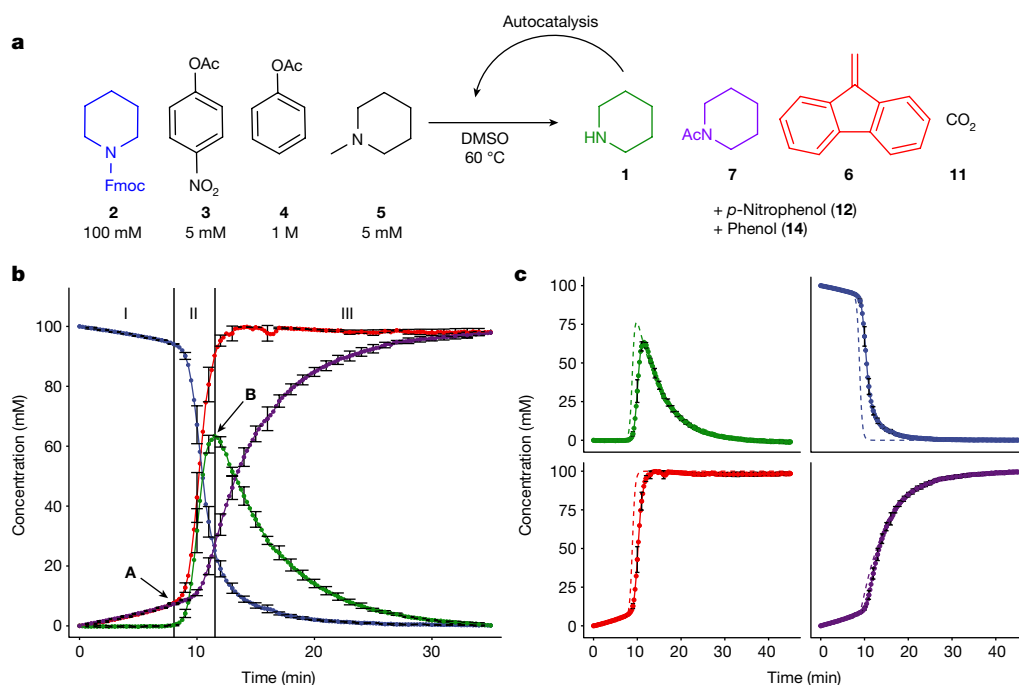 a
Autocatalysis
OAc
OAc
N
Fmoc
NO2
N
DMSO
60 °C
HN
AcN
CO2
2
3
4
5
1
7
6
11
100 mM
5 mM
1 M
5 mM
+ p-Nitrophenol (12)
+ Phenol (14)
b
I
II
III
A
B
100
80
60
40
20
0
Concentration (mM)
0
10
20
30
Time (min)
c
100
75
50
25
0
100
75
50
25
0
Concentration (mM)
0
10
20
30
40
0
10
20
30
40
Time (min)